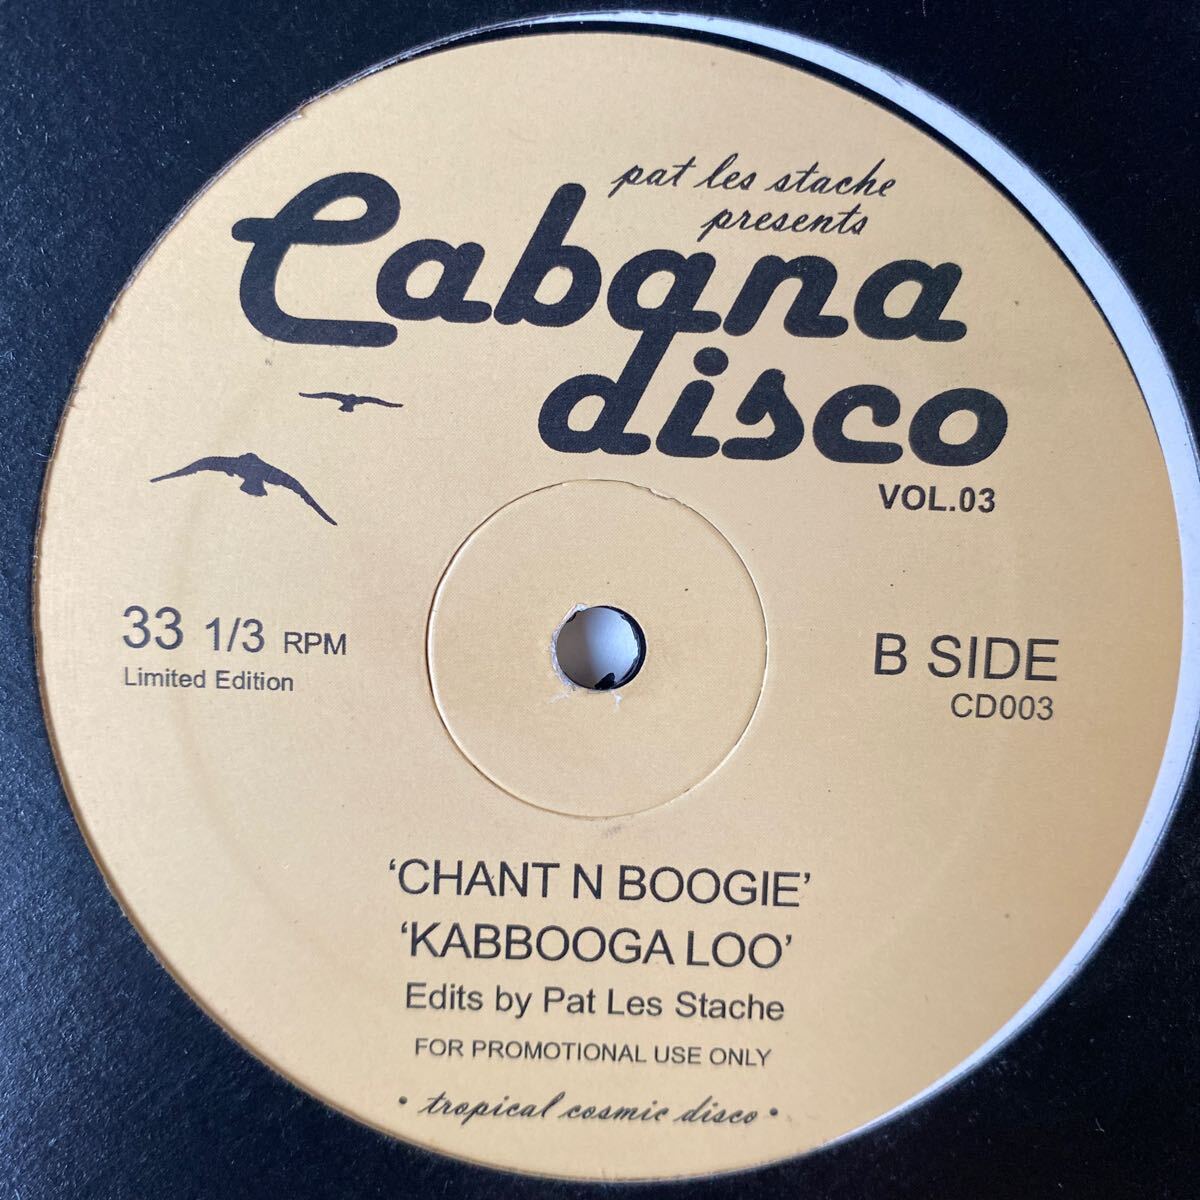 pat les stache
presents
Cabana
disco
VOL.03
33 1/3 RPM
Limited Edition
B SIDE
CD003
‘CHANT N BOOGIE’
‘KABBOOGA LOO’
Edits by Pat Les Stache
FOR PROMOTIONAL USE ONLY
• tropical cosmic disco •